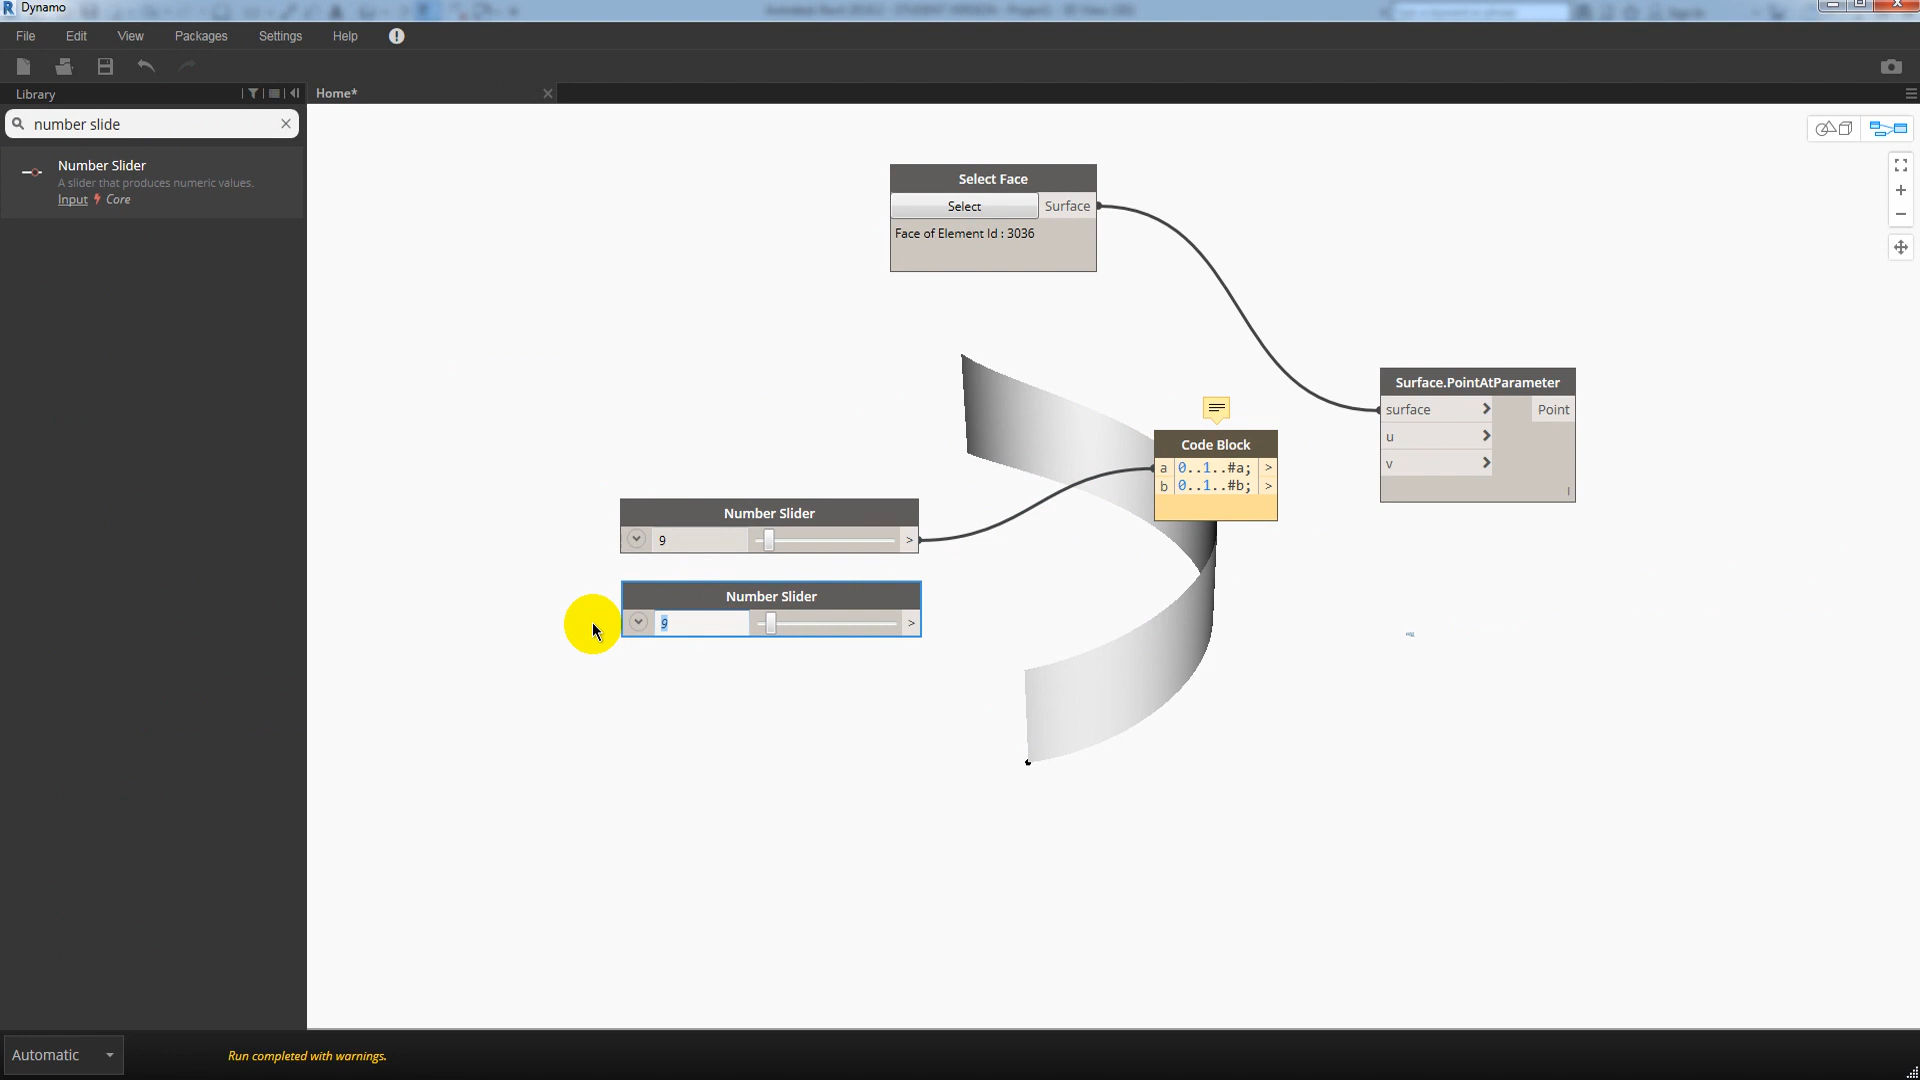 Dynamo
File Edit View Packages Settings Help
Library
Home*
number slide
Number Slider
A slider that produces numeric values.
Input Core
Select Face
Select Surface
Face of Element Id : 3036
Surface.PointAtParameter
surface > Point
u >
v >
Code Block
a 0..1..#a; >
b 0..1..#b; >
Number Slider
9 >
Number Slider
9 >
Automatic
Run completed with warnings.